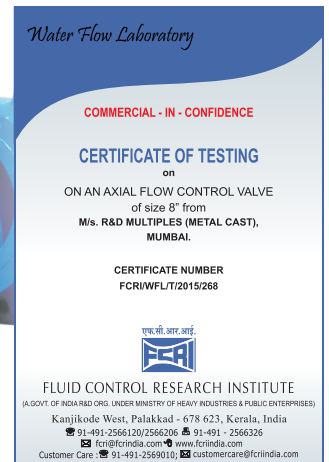 Water Flow Laboratory
COMMERCIAL - IN - CONFIDENCE
CERTIFICATE OF TESTING
on
ON AN AXIAL FLOW CONTROL VALVE
of size 8” from
M/s. R&D MULTIPLES (METAL CAST),
MUMBAI.
CERTIFICATE NUMBER
FCRI/WFL/T/2015/268
एफ.सी.आर.आई.
FCRI
FLUID CONTROL RESEARCH INSTITUTE
(A.GOVT. OF INDIA R&D ORG. UNDER MINISTRY OF HEAVY INDUSTRIES & PUBLIC ENTERPRISES)
Kanjikode West, Palakkad - 678 623, Kerala, India
91-491-2566120/2566206 91-491 - 2566326
fcri@fcriindia.com www.fcriindia.com
Customer Care : 91-491-2569010; customercare@fcriindia.com